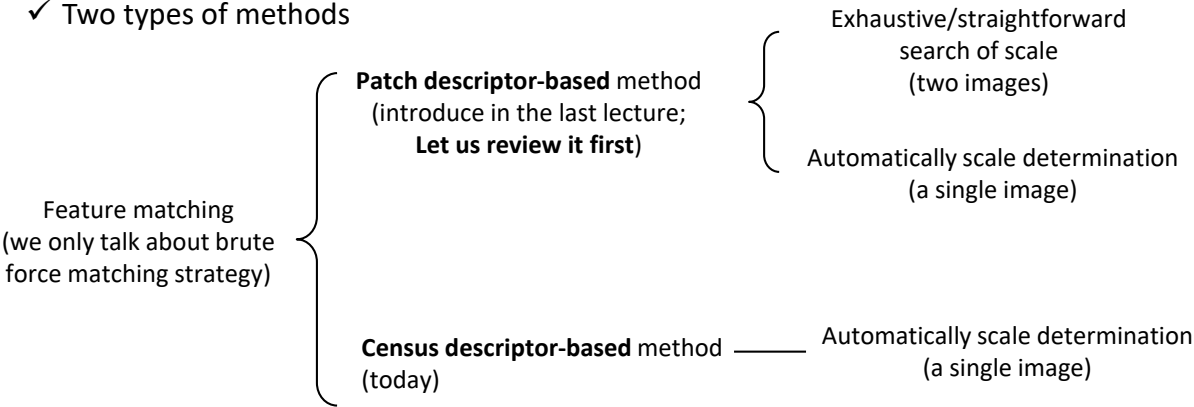 ✓ Two types of methods
Exhaustive/straightforward
search of scale
(two images)
Patch descriptor-based method
(introduce in the last lecture;
Let us review it first)
Automatically scale determination
(a single image)
Feature matching
(we only talk about brute
force matching strategy)
Census descriptor-based method
(today)
Automatically scale determination
(a single image)